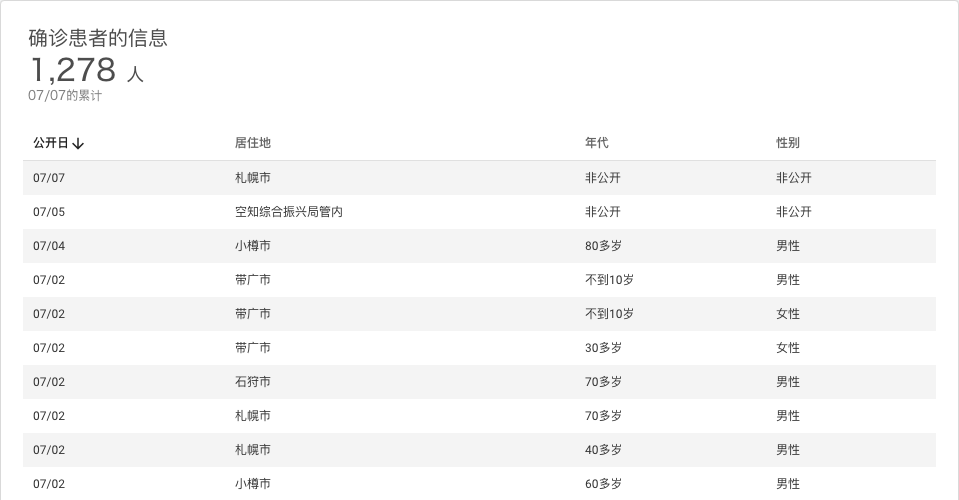 确诊患者的信息
1,278 人
07/07的累计
公开日↓ 居住地 年代 性别
07/07 札幌市 非公开 非公开
07/05 空知综合振兴局管内 非公开 非公开
07/04 小樽市 80多岁 男性
07/02 带广市 不到10岁 男性
07/02 带广市 不到10岁 女性
07/02 带广市 30多岁 女性
07/02 石狩市 70多岁 男性
07/02 札幌市 70多岁 男性
07/02 札幌市 40多岁 男性
07/02 小樽市 60多岁 男性